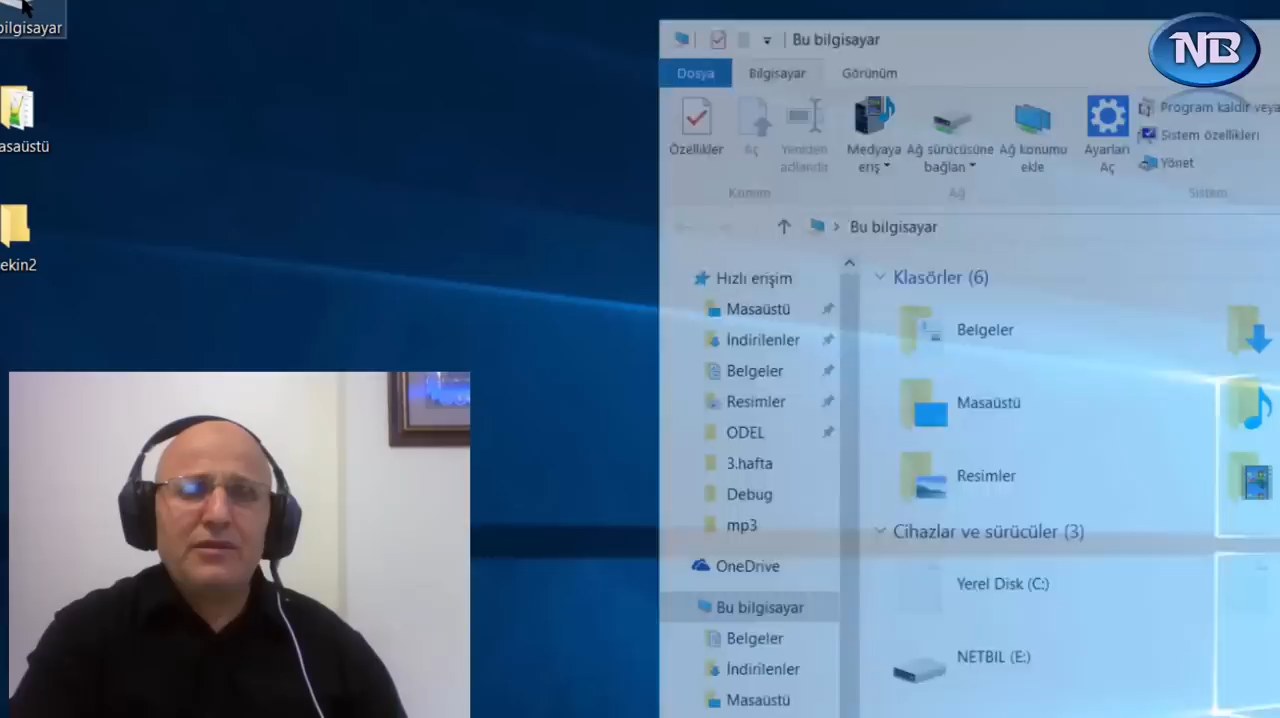 bilgisayar
asaüstü
ekin2
NB
Bu bilgisayar
Dosya
Bilgisayar
Görünüm
Özellikler
Aç
Yeniden
adlandır
Medyaya
eriş
Ağ sürücüsüne
bağlan
Ağ konumu
ekle
Ayarları
Aç
Program kaldır veya
Sistem özellikleri
Yönet
Konum
Ağ
Sistem
Bu bilgisayar
Hızlı erişim
Masaüstü
İndirilenler
Belgeler
Resimler
ODEL
3.hafta
Debug
mp3
OneDrive
Bu bilgisayar
Belgeler
İndirilenler
Masaüstü
Klasörler (6)
Belgeler
Masaüstü
Resimler
Cihazlar ve sürücüler (3)
Yerel Disk (C:)
NETBIL (E:)